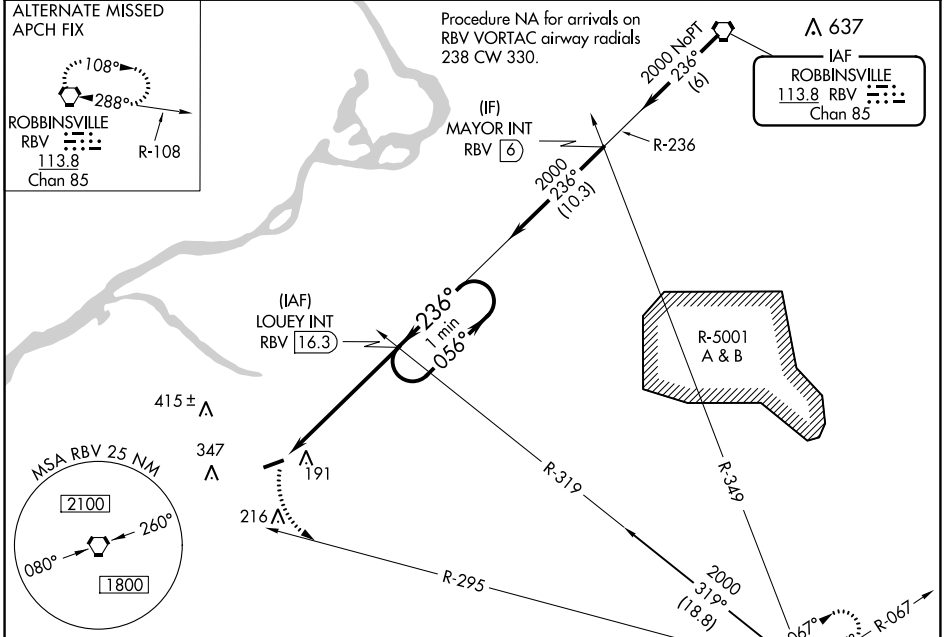 ALTERNATE MISSED
APCH FIX
108°
288°
ROBBINSVILLE
RBV
113.8
Chan 85
R-108
Procedure NA for arrivals on
RBV VORTAC airway radials
238 CW 330.
2000 NoPT
236°
(6)
637
IAF
ROBBINSVILLE
113.8 RBV
Chan 85
(IF)
MAYOR INT
RBV 6
R-236
2000
236°
(10.3)
(IAF)
LOUEY INT
RBV 16.3
236°
1 min
056°
R-5001
A & B
415 ±
347
191
216
MSA RBV 25 NM
2100
260°
080°
1800
R-319
R-349
R-295
2000
319°
(18.8)
067°
R-067